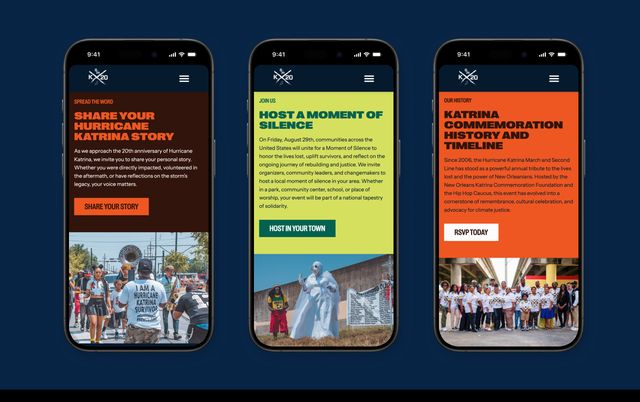 9:41
K 20
SPREAD THE WORD
SHARE YOUR
HURRICANE
KATRINA STORY
As we approach the 20th anniversary of Hurricane
Katrina, we invite you to share your personal story.
Whether you were directly impacted, volunteered in
the aftermath, or have reflections on the storm's
legacy, your voice matters.
SHARE YOUR STORY
I AM A
HURRICANE
KATRINA
SURVIVOR
9:41
K 20
JOIN US
HOST A MOMENT OF
SILENCE
On Friday, August 29th, communities across the
United States will unite for a Moment of Silence to
honor the lives lost, uplift survivors, and reflect on the
ongoing journey of rebuilding and justice. We invite
organizers, community leaders, and changemakers to
host a local moment of silence in your area. Whether
in a park, community center, school, or place of
worship, your event will be part of a national tapestry
of solidarity.
HOST IN YOUR TOWN
9:41
K 20
OUR HISTORY
KATRINA
COMMEMORATION
HISTORY AND
TIMELINE
Since 2006, the Hurricane Katrina March and Second
Line has stood as a powerful annual tribute to the lives
lost and the power of New Orleanians. Hosted by the
New Orleans Katrina Commemoration Foundation and
the Hip Hop Caucus, this event has evolved into a
cornerstone of remembrance, cultural celebration, and
advocacy for climate justice.
RSVP TODAY